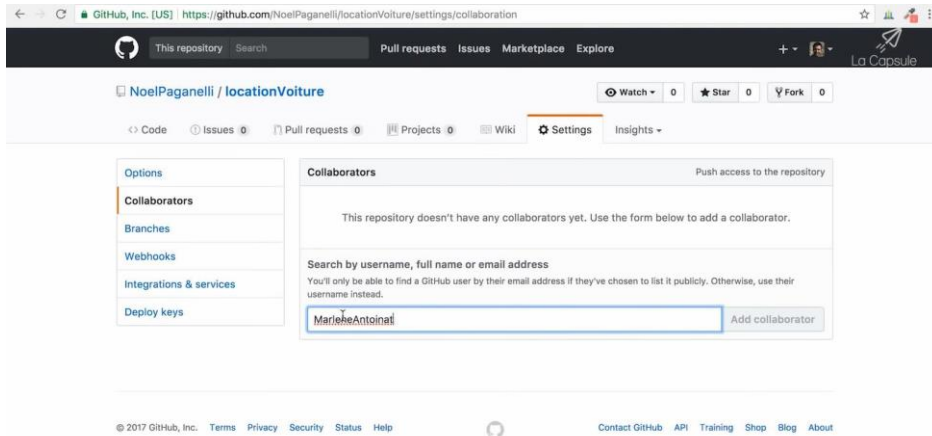 GitHub, Inc. [US] https://github.com/NoelPaganelli/locationVoiture/settings/collaboration
This repository Search Pull requests Issues Marketplace Explore
La Capsule
NoelPaganelli / locationVoiture Watch 0 Star 0 Fork 0
Code Issues 0 Pull requests 0 Projects 0 Wiki Settings Insights
Options
Collaborators
Branches
Webhooks
Integrations & services
Deploy keys
Collaborators Push access to the repository
This repository doesn't have any collaborators yet. Use the form below to add a collaborator.
Search by username, full name or email address
You'll only be able to find a GitHub user by their email address if they've chosen to list it publicly. Otherwise, use their
username instead.
MarleneAntoinat Add collaborator
© 2017 GitHub, Inc. Terms Privacy Security Status Help Contact GitHub API Training Shop Blog About